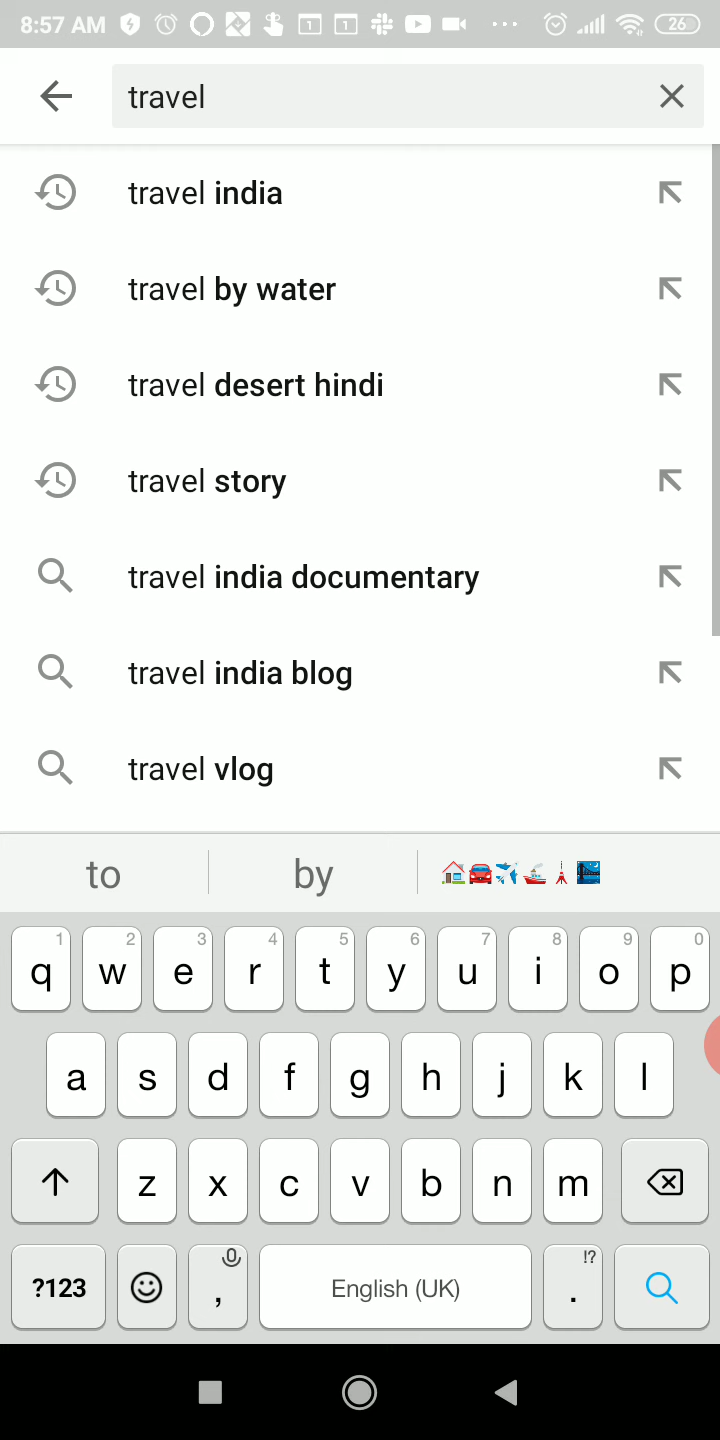 8:57 AM 1 1 ... 26
travel
travel india
travel by water
travel desert hindi
travel story
travel india documentary
travel india blog
travel vlog
to by
1 2 3 4 5 6 7 8 9 0
q w e r t y u i o p
a s d f g h j k l
z x c v b n m
!?
?123 , English (UK) .